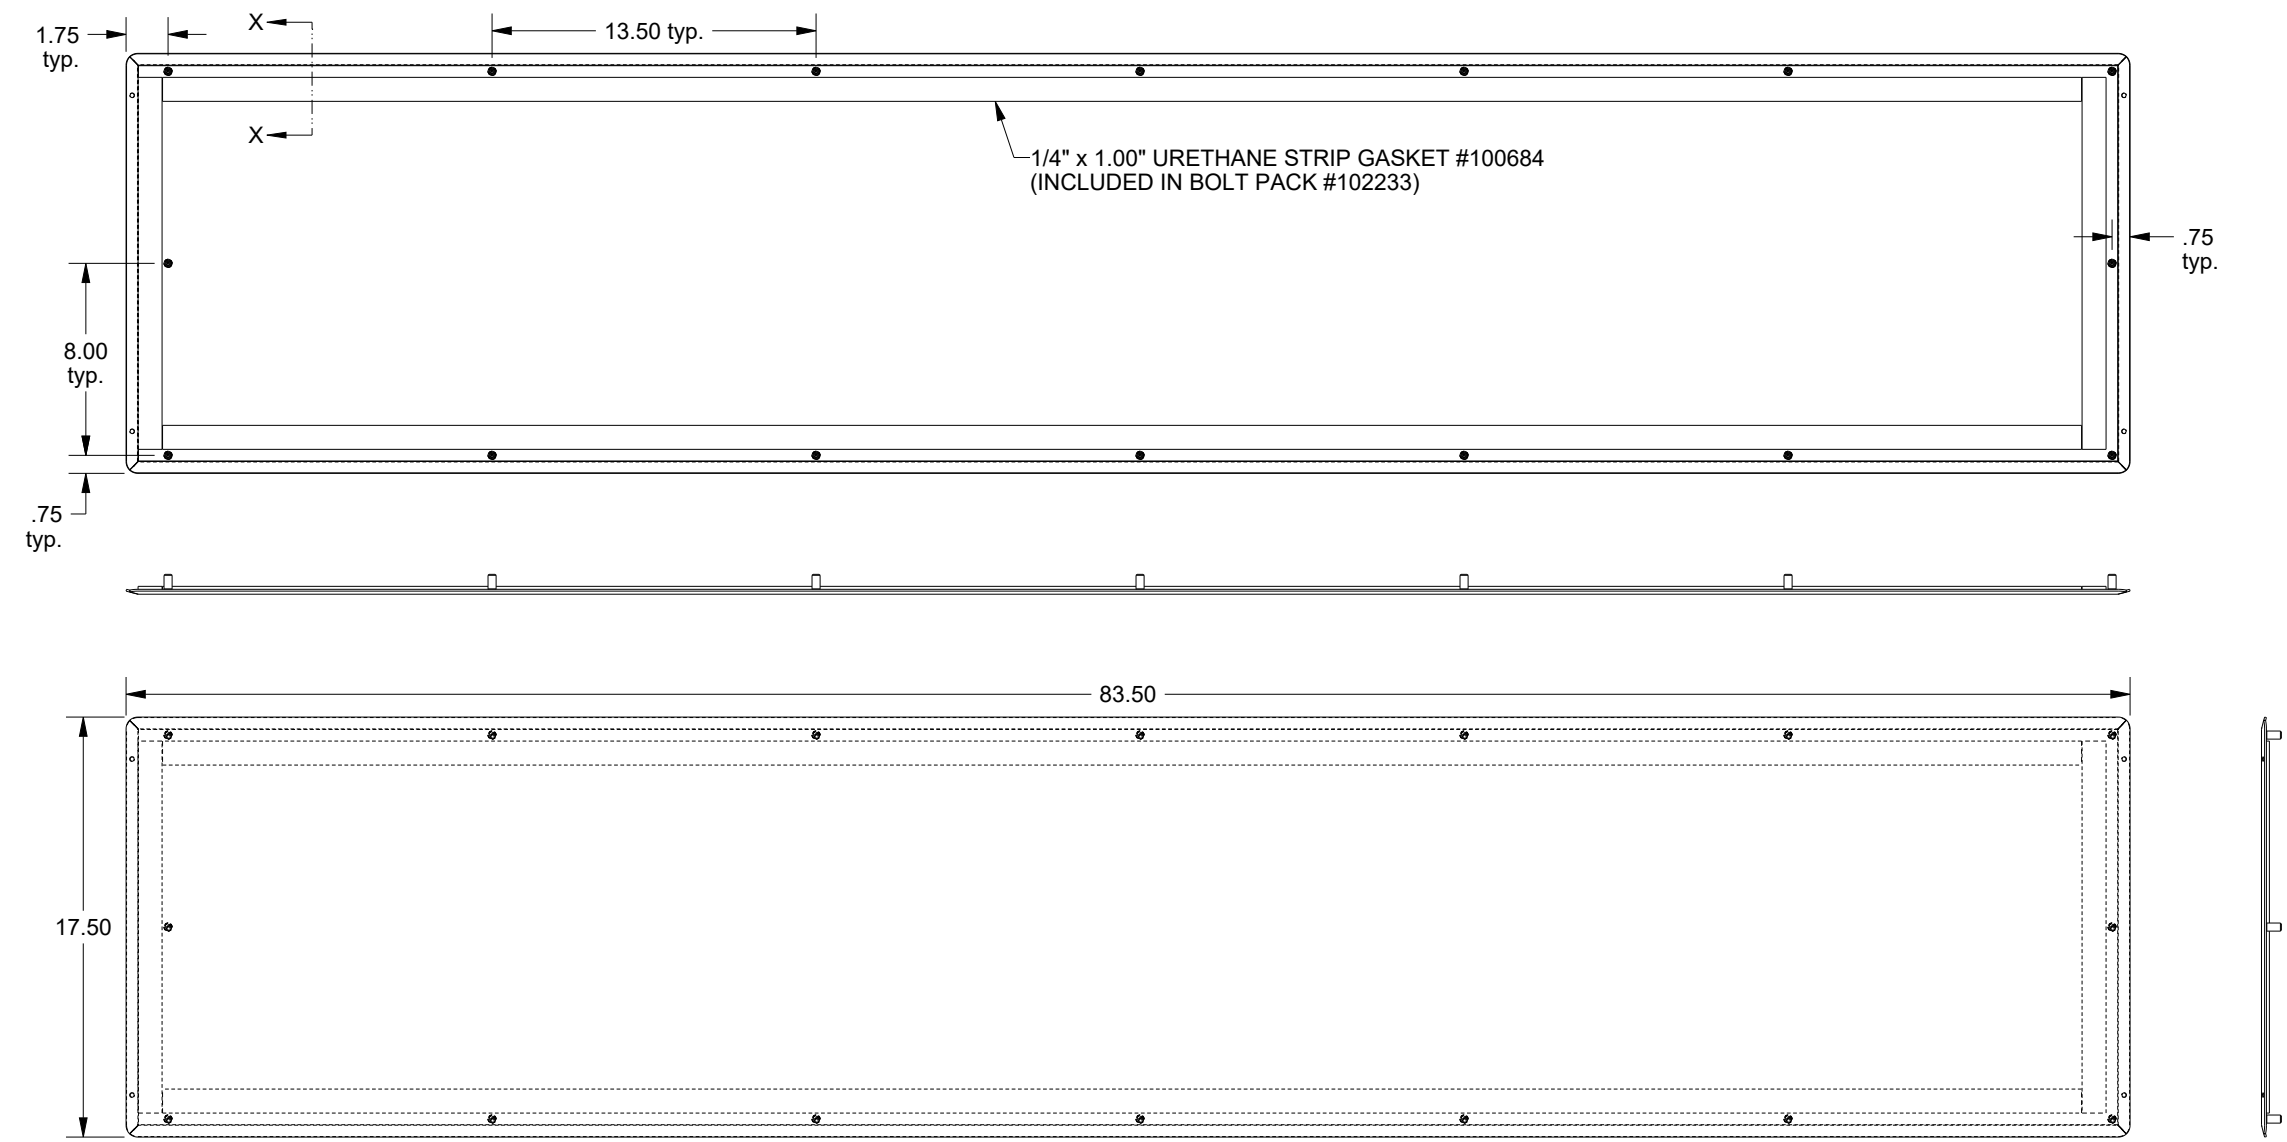 1.75
typ.
X
13.50 typ.
X
1/4" x 1.00" URETHANE STRIP GASKET #100684
(INCLUDED IN BOLT PACK #102233)
.75
typ.
8.00
typ.
.75
typ.
83.50
17.50